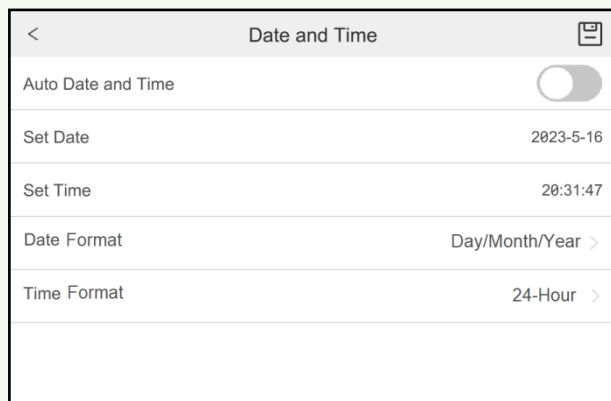 Date and Time
Auto Date and Time
Set Date 2023-5-16
Set Time 20:31:47
Date Format Day/Month/Year
Time Format 24-Hour